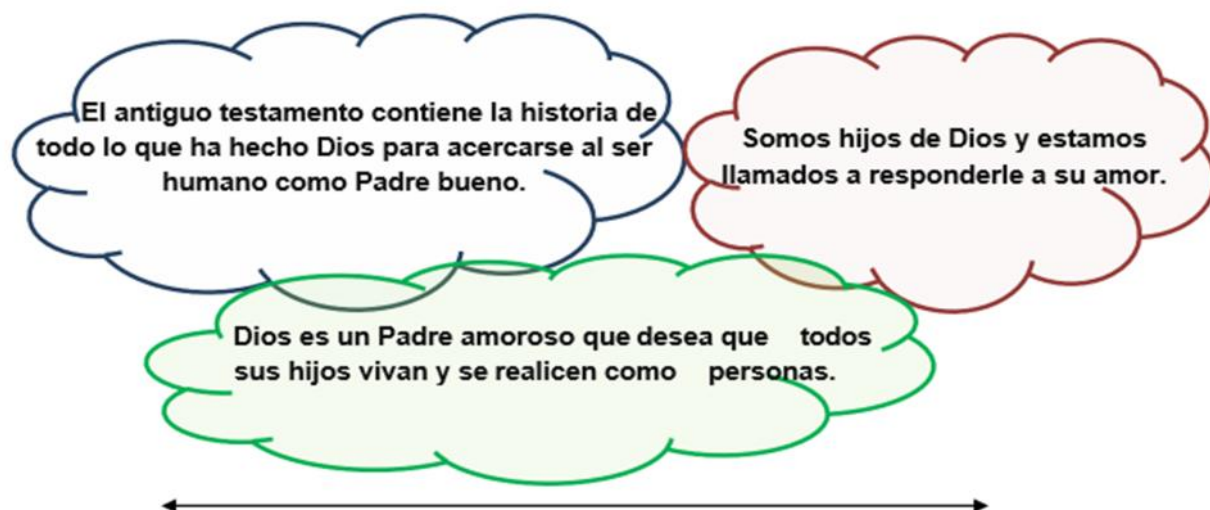 El antiguo testamento contiene la historia de
todo lo que ha hecho Dios para acercarse al ser
humano como Padre bueno.
Somos hijos de Dios y estamos
llamados a responderle a su amor.
Dios es un Padre amoroso que desea que todos
sus hijos vivan y se realicen como personas.